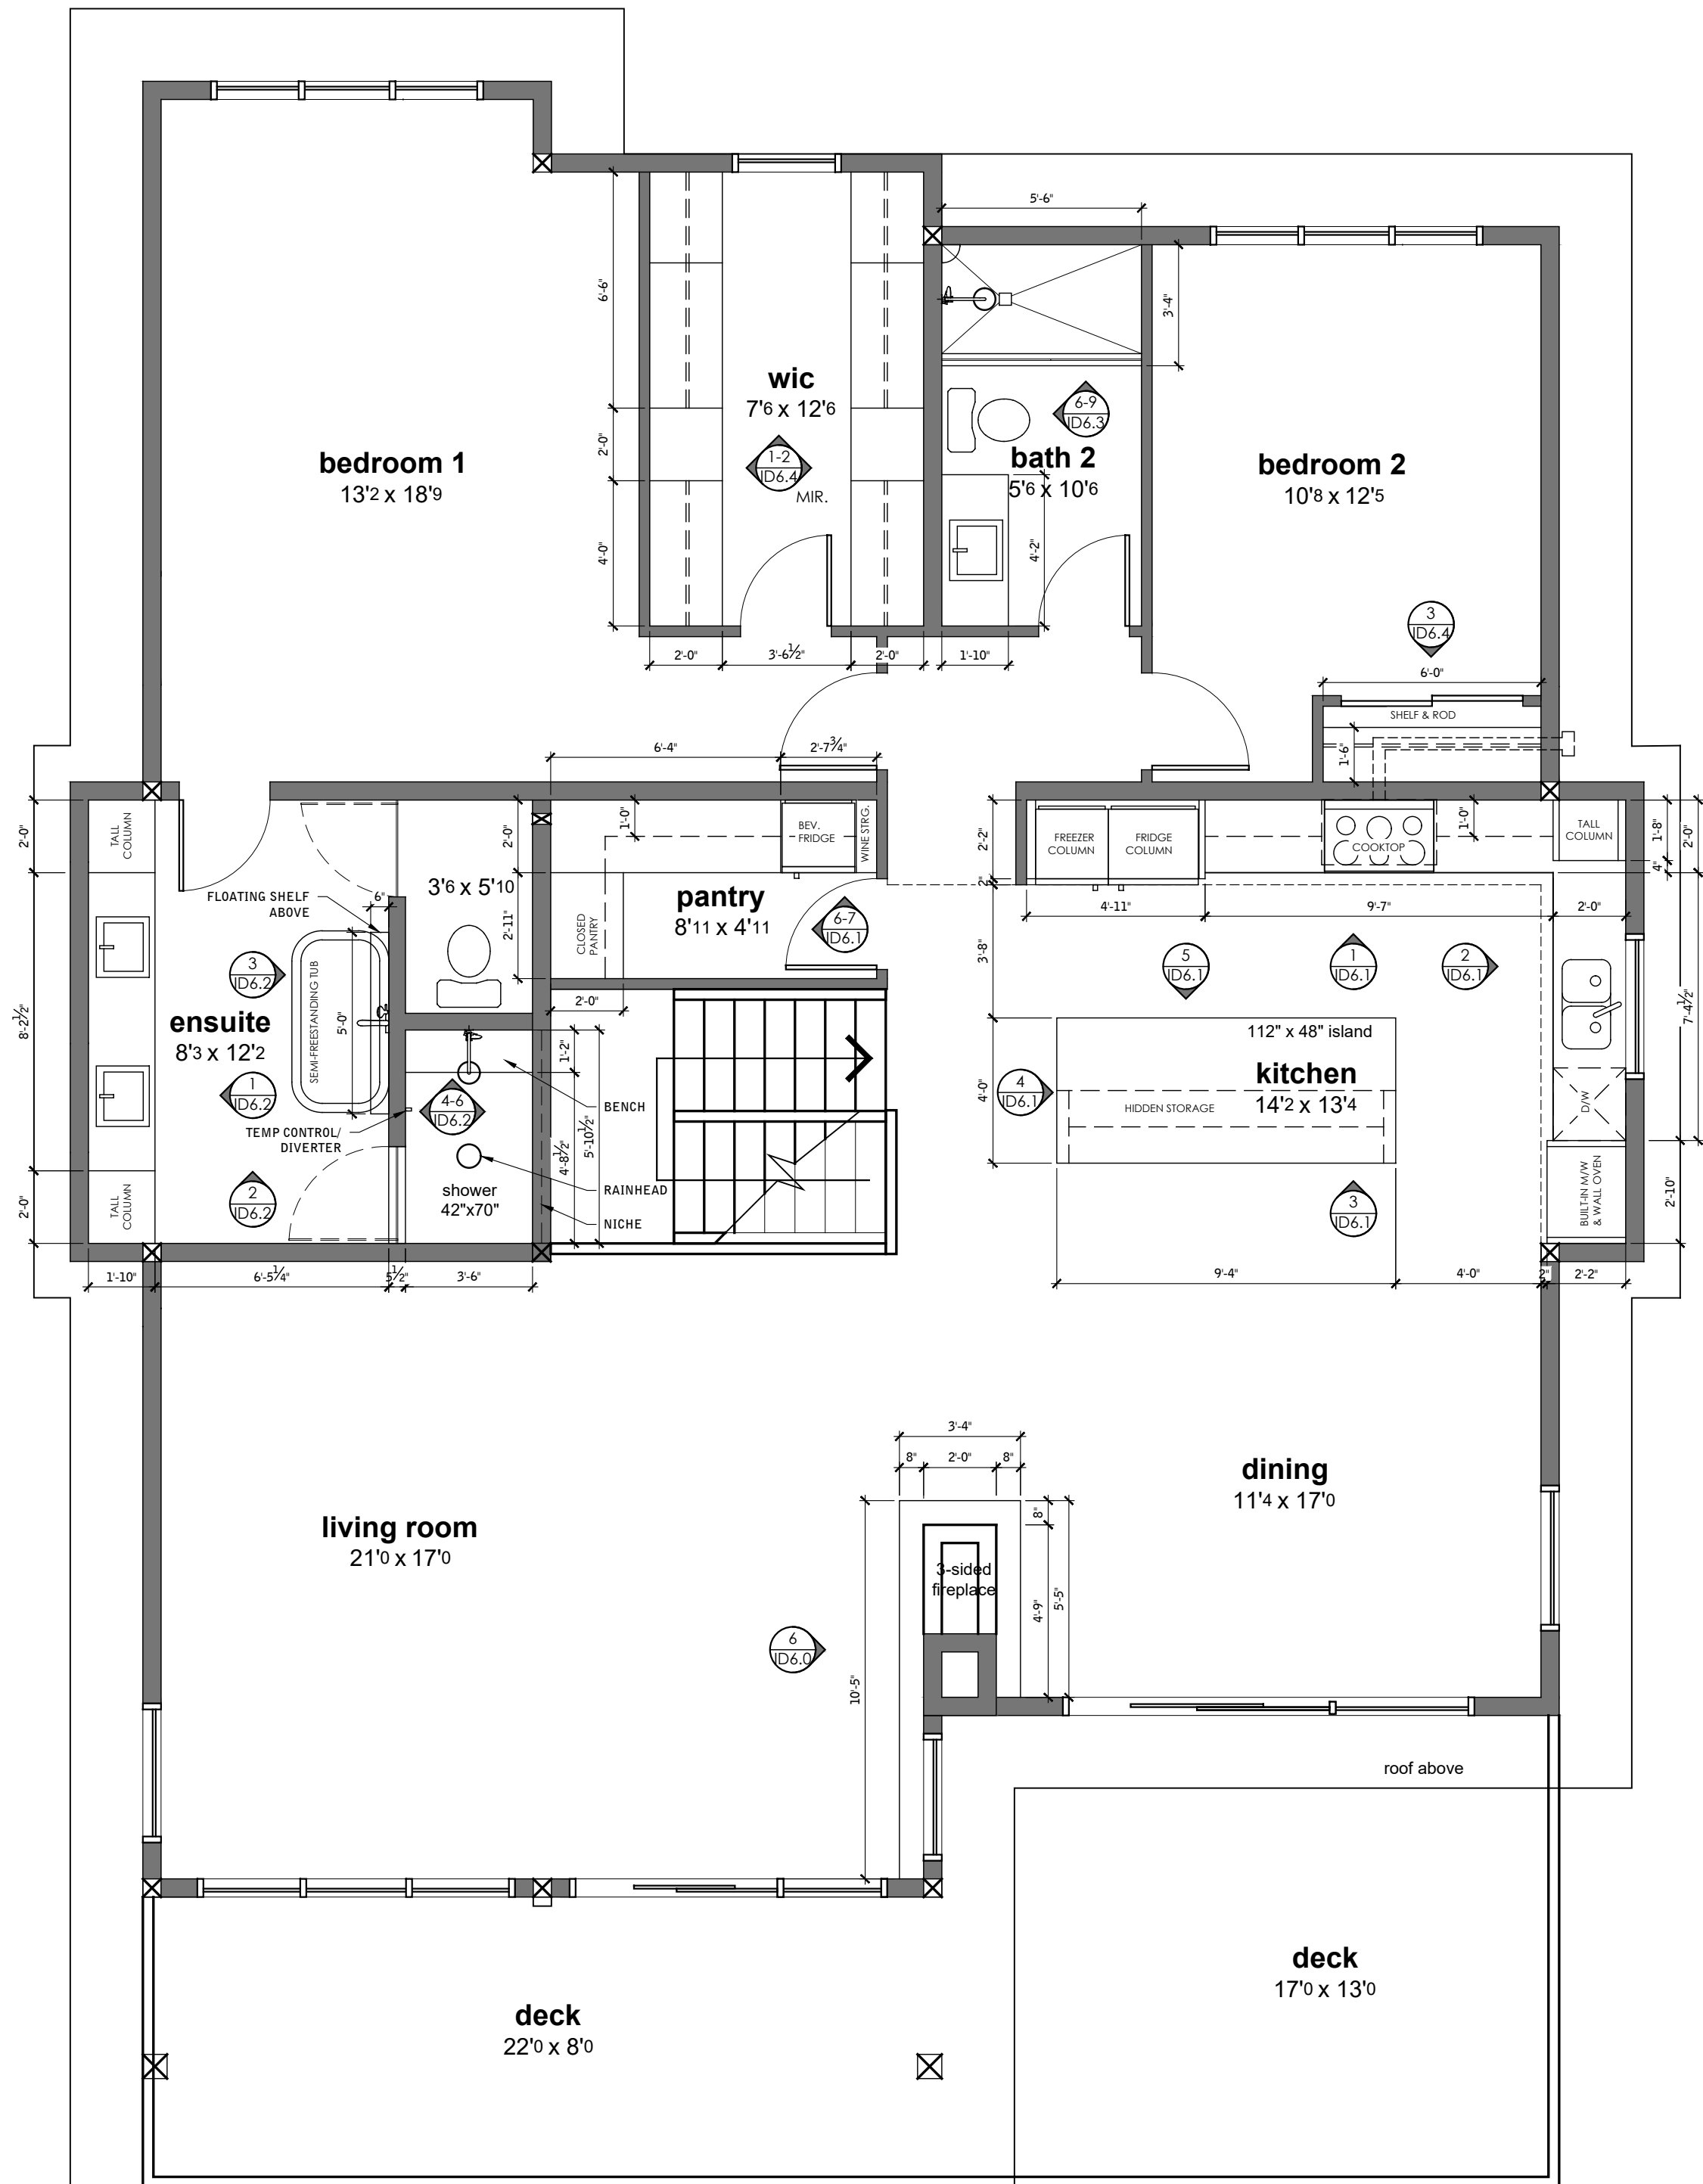 5'-6"
3'-4"
6'-6"
wic
7'6 x 12'6
6-9
ID6.3
bedroom 1
13'2 x 18'9
2'-0"
1-2
ID6.4
MIR.
bath 2
5'6 x 10'6
bedroom 2
10'8 x 12'5
4'-0"
4'-2"
3
ID6.4
2'-0"
3'-6½"
2'-0"
1'-10"
6'-0"
SHELF & ROD
1'-6"
6'-4"
2'-7¾"
2'-0"
TALL
COLUMN
2'-0"
1'-0"
BEV.
FRIDGE
WINE STRG.
2'-2"
FREEZER
COLUMN
FRIDGE
COLUMN
COOKTOP
1'-0"
TALL
COLUMN
1'-8"
2'-0"
4"
2"
FLOATING SHELF
ABOVE
6"
3'6 x 5'10
2'-11"
CLOSED
PANTRY
pantry
8'11 x 4'11
6-7
ID6.1
4'-11"
9'-7"
2'-0"
3'-8"
3
ID6.2
5
ID6.1
1
ID6.1
2
ID6.1
2'-0"
8'-2½"
ensuite
8'3 x 12'2
SEMI-FREESTANDING TUB
5'-0"
7'-4½"
112" x 48" island
kitchen
14'2 x 13'4
HIDDEN STORAGE
1'-2"
1
ID6.2
4-6
ID6.2
BENCH
4'-0"
4
ID6.1
D/W
TEMP CONTROL/
DIVERTER
4'-8½"
5'-10½"
2'-0"
TALL
COLUMN
2
ID6.2
shower
42"x70"
RAINHEAD
NICHE
3
ID6.1
BUILT-IN M/W
& WALL OVEN
2'-10"
1'-10"
6'-5¼"
5½"
3'-6"
9'-4"
4'-0"
2"
2'-2"
3'-4"
8"
2'-0"
8"
dining
11'4 x 17'0
living room
21'0 x 17'0
8"
3-sided
fireplace
4'-9"
5'-5"
6
ID6.0
10'-5"
roof above
deck
17'0 x 13'0
deck
22'0 x 8'0